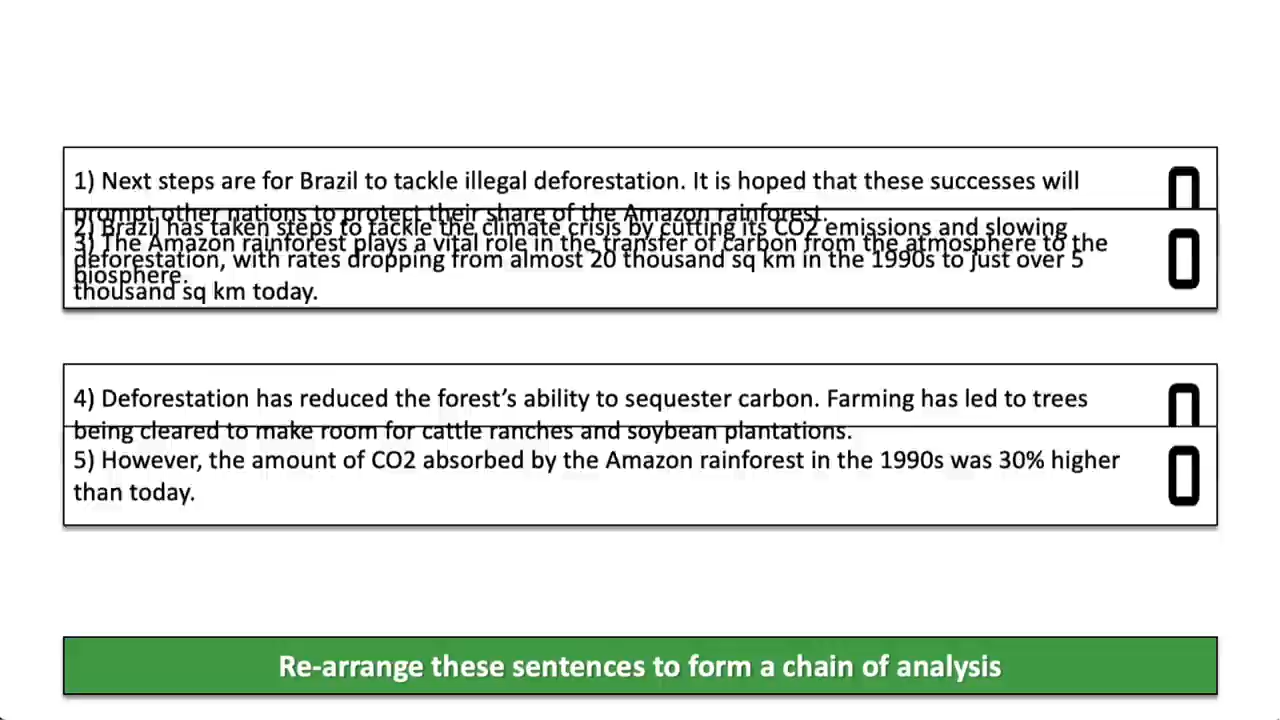 1) Next steps are for Brazil to tackle illegal deforestation. It is hoped that these successes will
prompt other nations to protect their share of the Amazon rainforest.
2) Brazil has taken steps to tackle the climate crisis by cutting its CO2 emissions and slowing
3) The Amazon rainforest plays a vital role in the transfer of carbon from the atmosphere to the
deforestation, with rates dropping from almost 20 thousand sq km in the 1990s to just over 5
biosphere.
thousand sq km today.
4) Deforestation has reduced the forest’s ability to sequester carbon. Farming has led to trees
being cleared to make room for cattle ranches and soybean plantations.
5) However, the amount of CO2 absorbed by the Amazon rainforest in the 1990s was 30% higher
than today.
Re-arrange these sentences to form a chain of analysis